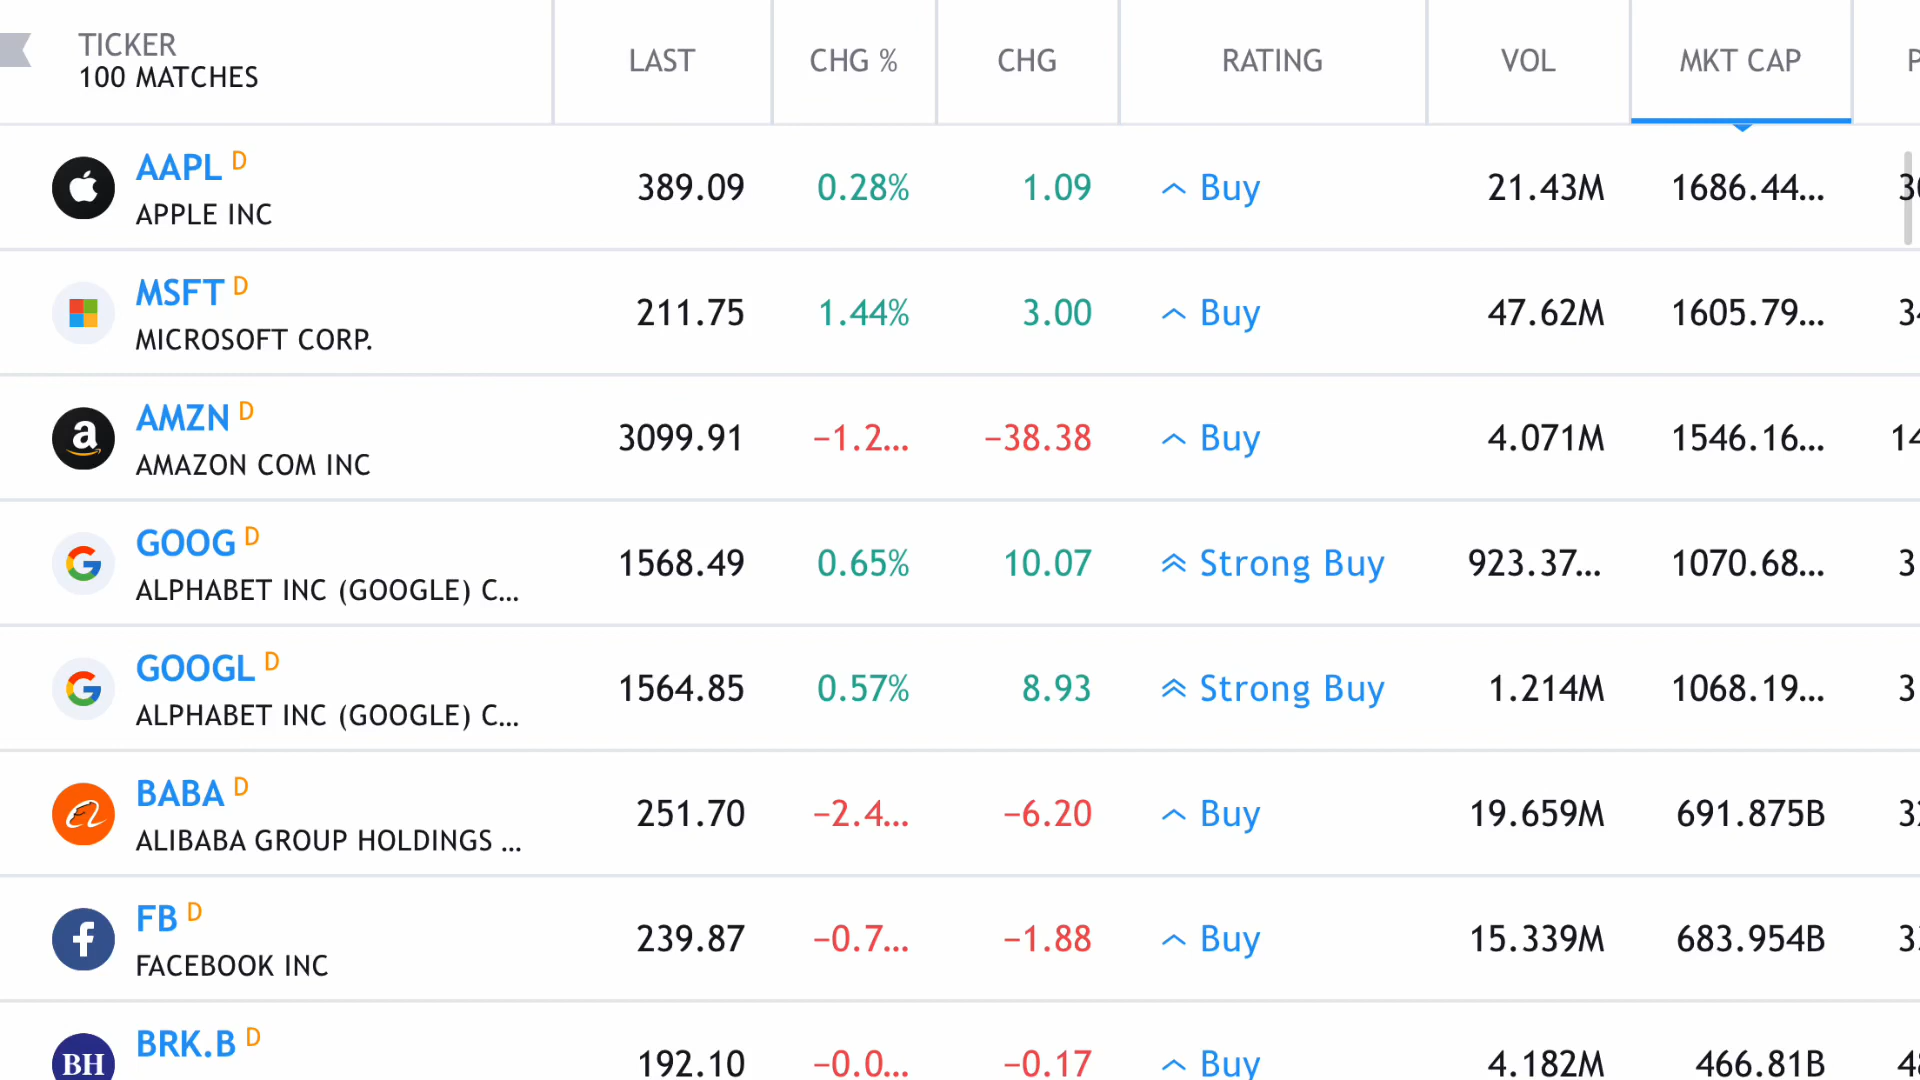 TICKER
100 MATCHES
LAST
CHG %
CHG
RATING
VOL
MKT CAP
AAPL D
APPLE INC
389.09
0.28%
1.09
Buy
21.43M
1686.44...
MSFT D
MICROSOFT CORP.
211.75
1.44%
3.00
Buy
47.62M
1605.79...
AMZN D
AMAZON COM INC
3099.91
−1.2...
−38.38
Buy
4.071M
1546.16...
14
GOOG D
ALPHABET INC (GOOGLE) C...
1568.49
0.65%
10.07
Strong Buy
923.37...
1070.68...
3
GOOGL D
ALPHABET INC (GOOGLE) C...
1564.85
0.57%
8.93
Strong Buy
1.214M
1068.19...
3
BABA D
ALIBABA GROUP HOLDINGS ...
251.70
−2.4...
−6.20
Buy
19.659M
691.875B
FB D
FACEBOOK INC
239.87
−0.7...
−1.88
Buy
15.339M
683.954B
BH
BRK.B D
192.10
−0.0...
−0.17
Buy
4.182M
466.81B